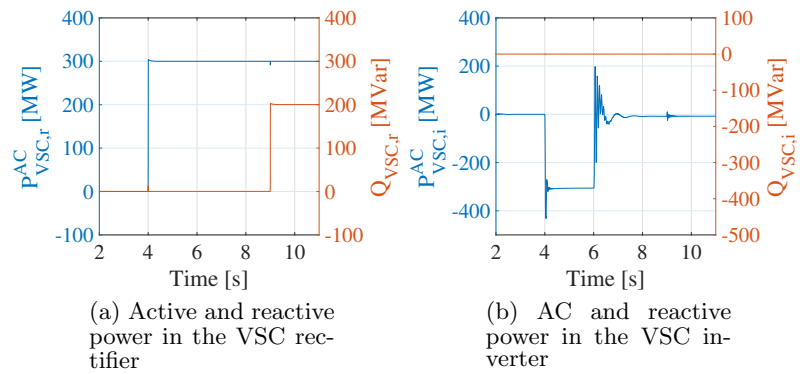 400
300
200
100
0
-100
P^AC_VSC,r [MW]
400
300
200
100
0
-100
Q_VSC,r [MVar]
2 4 6 8 10
Time [s]
400
200
0
-200
-400
P^AC_VSC,i [MW]
100
0
-100
-200
-300
-400
-500
Q_VSC,i [MVar]
2 4 6 8 10
Time [s]
(a) Active and reactive
power in the VSC rec-
tifier
(b) AC and reactive
power in the VSC in-
verter